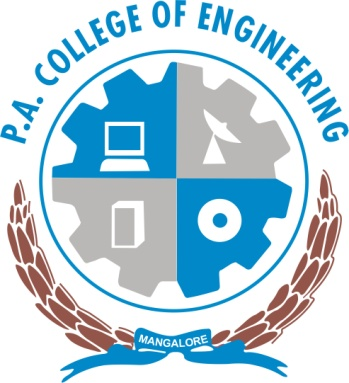 P.A. COLLEGE OF ENGINEERING
MANGALORE